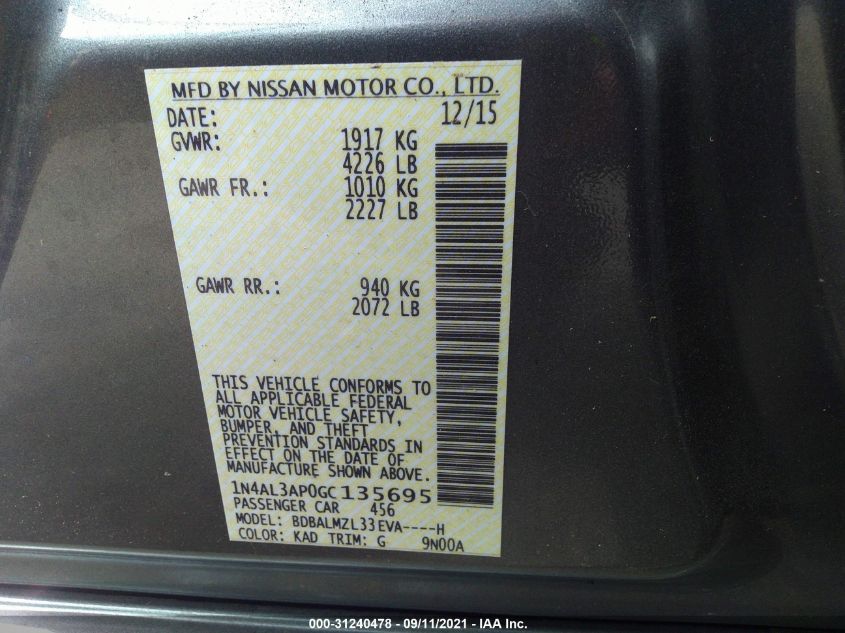 MFD BY NISSAN MOTOR CO., LTD.
DATE: 12/15
GVWR: 1917 KG
4226 LB
GAWR FR.: 1010 KG
2227 LB
GAWR RR.: 940 KG
2072 LB
THIS VEHICLE CONFORMS TO
ALL APPLICABLE FEDERAL
MOTOR VEHICLE SAFETY,
BUMPER, AND THEFT
PREVENTION STANDARDS IN
EFFECT ON THE DATE OF
MANUFACTURE SHOWN ABOVE.
1N4AL3AP0GC135695
PASSENGER CAR 456
MODEL: BDBALMZL33EVA----H
COLOR: KAD TRIM: G 9N00A
000-31240478 - 09/11/2021 - IAA Inc.